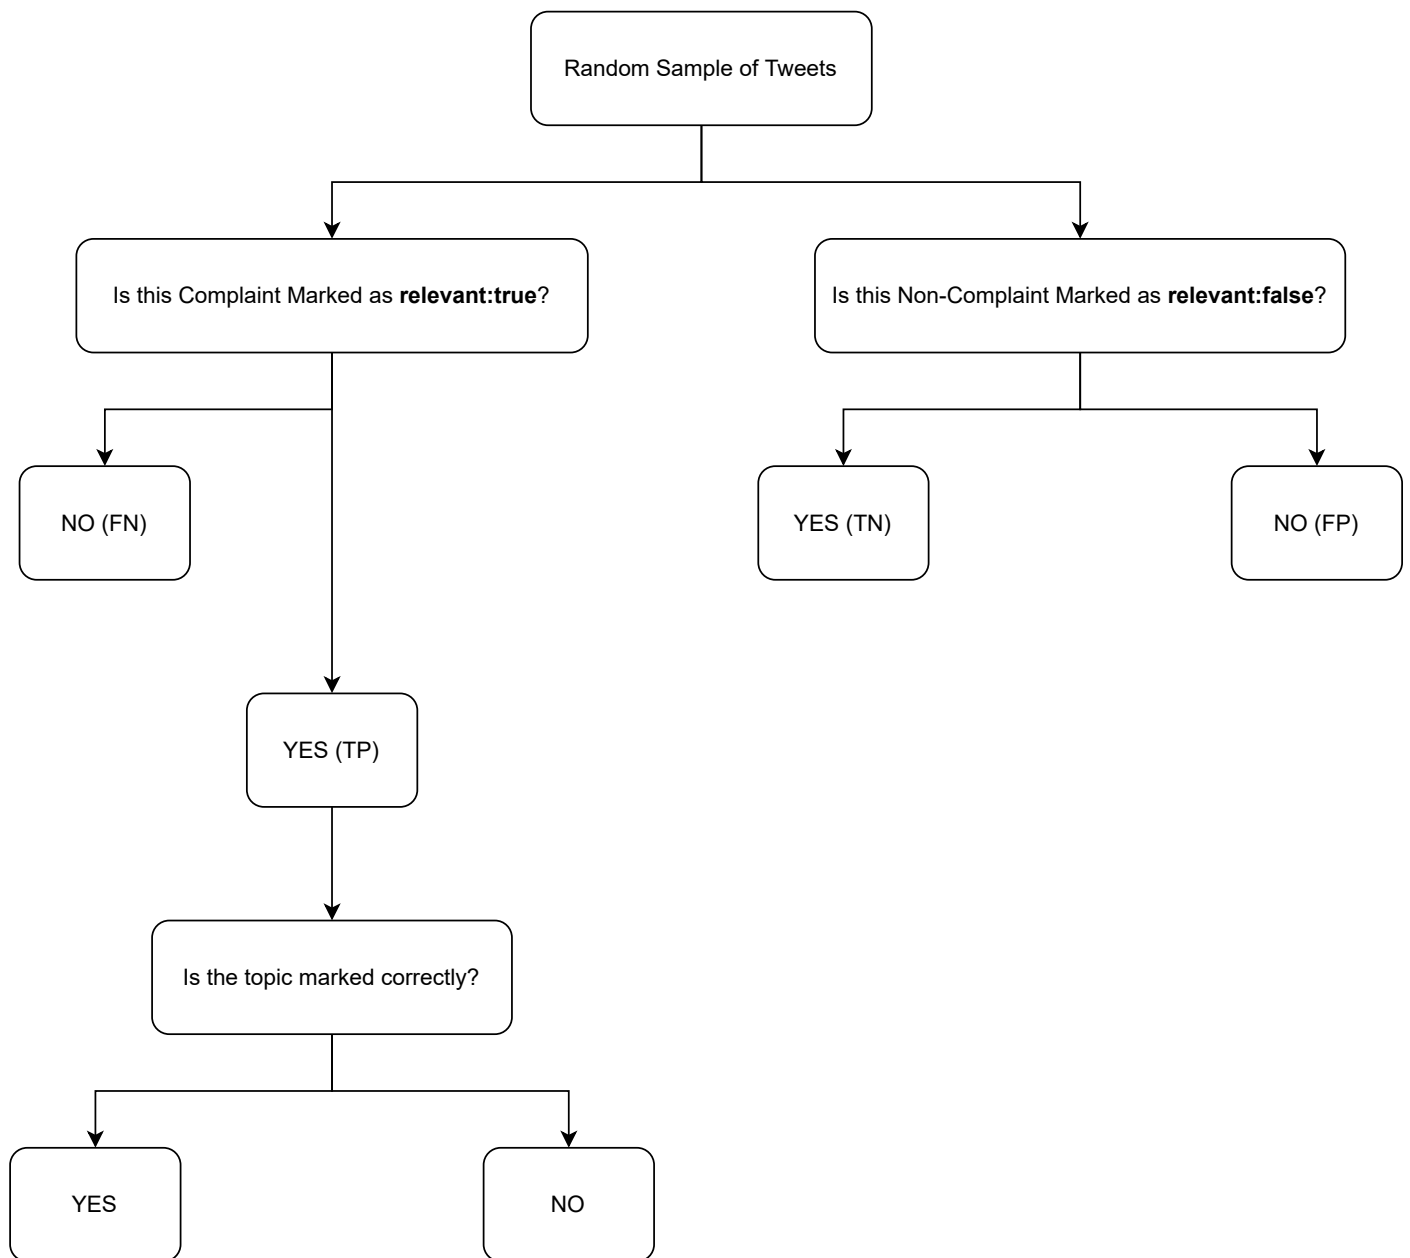 Random Sample of Tweets
Is this Complaint Marked as relevant:true?
Is this Non-Complaint Marked as relevant:false?
NO (FN)
YES (TN)
NO (FP)
YES (TP)
Is the topic marked correctly?
YES
NO